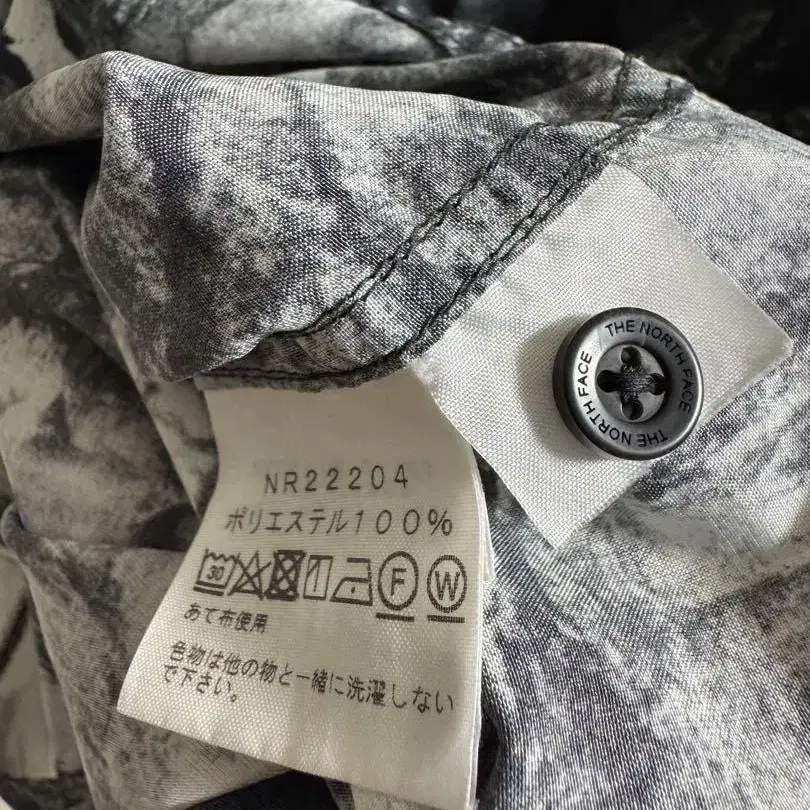 THE NORTH FACE
THE NORTH FACE
NR22204
ポリエステル100%
30 F W
あて布使用
色物は他の物と一緒に洗濯しない
で下さい。